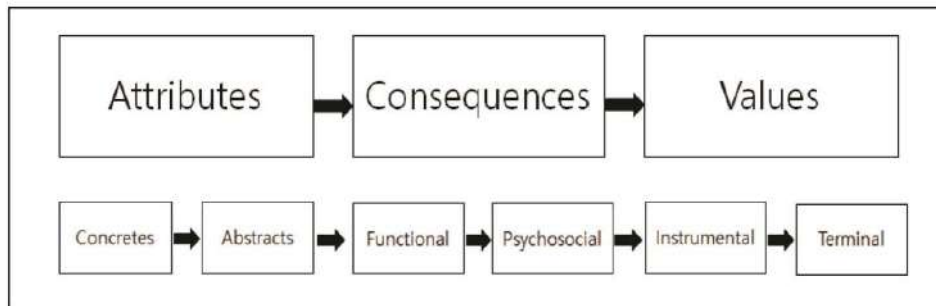 Attributes Consequences Values
Concretes Abstracts Functional Psychosocial Instrumental Terminal